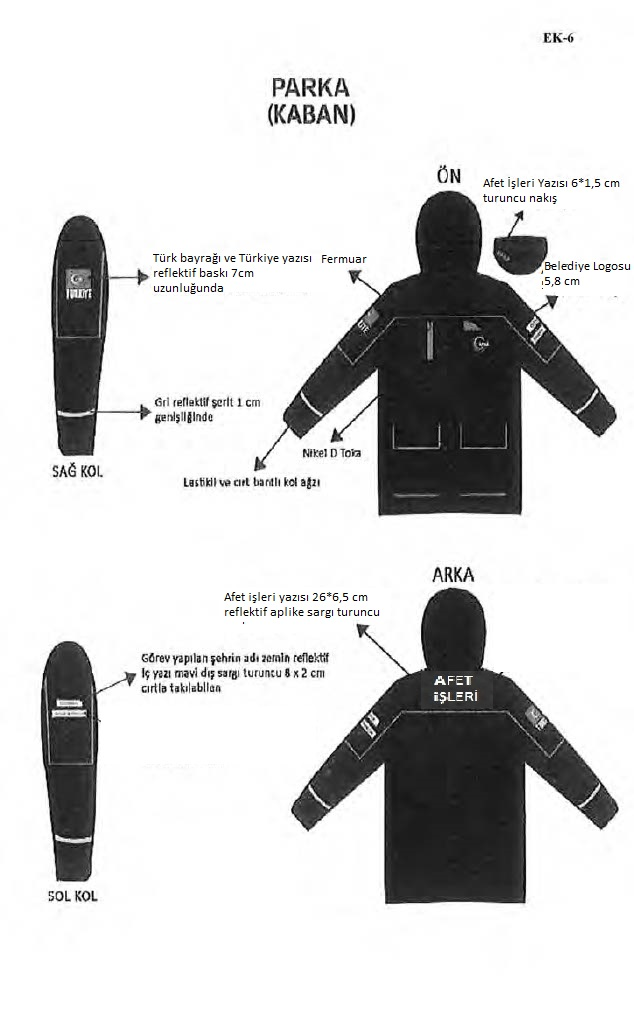 EK-6
PARKA
(KABAN)
ÖN
Afet İşleri Yazısı 6*1,5 cm
turuncu nakış
Türk bayrağı ve Türkiye yazısı
reflektif baskı 7cm
uzunluğunda
Fermuar
Belediye Logosu
5,8 cm
TÜRKİYE
Gri reflektif şerit 1 cm
genişliğinde
Nikel D Toka
SAĞ KOL
Lastikli ve cırt bantlı kol ağzı
ARKA
Afet işleri yazısı 26*6,5 cm
reflektif aplike sargı turuncu
Görev yapılan şehrin adı zemin reflektif
iç yazı mavi dış sargı turuncu 8 x 2 cm
cırtla takılabilen
AFET
İŞLERİ
SOL KOL